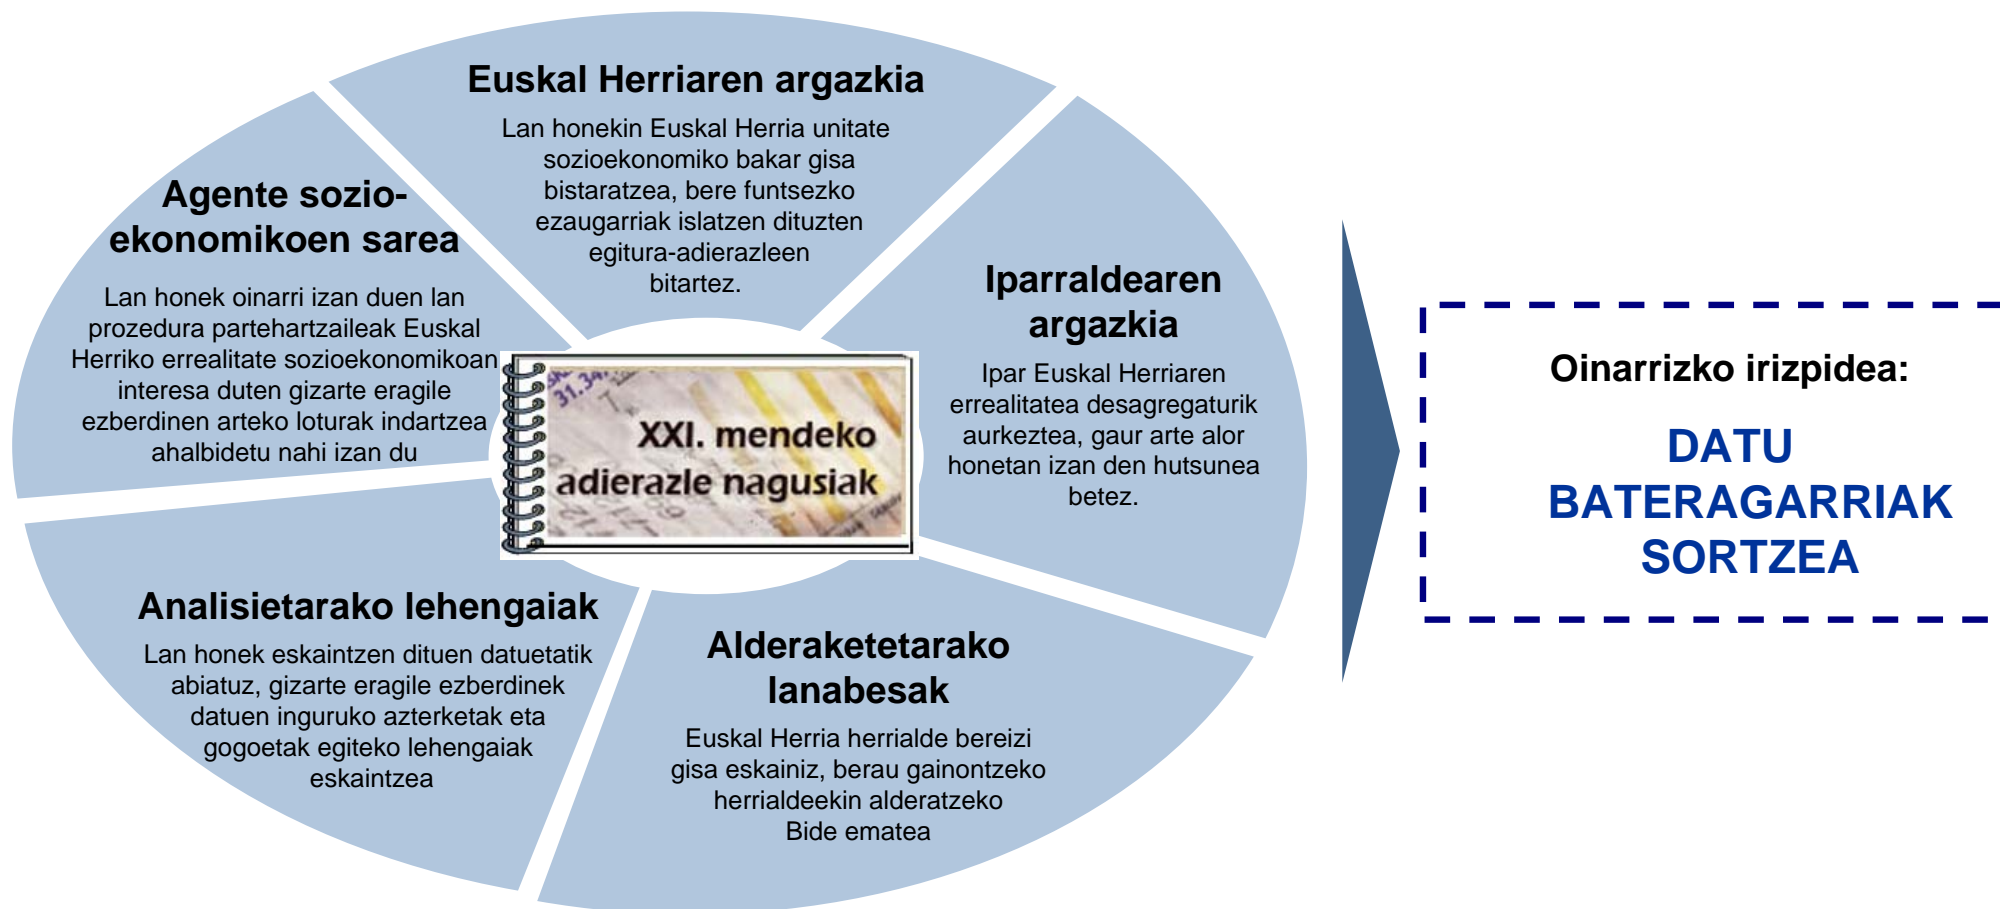 Euskal Herriaren argazkia
Lan honekin Euskal Herria unitate
sozioekonomiko bakar gisa
bistaratzea, bere funtsezko
ezaugarriak islatzen dituzten
egitura-adierazleen
bitartez.
Agente sozio-
ekonomikoen sarea
Lan honek oinarri izan duen lan
prozedura partehartzaileak Euskal
Herriko errealitate sozioekonomikoan
interesa duten gizarte eragile
ezberdinen arteko loturak indartzea
ahalbidetu nahi izan du
Iparraldearen
argazkia
Ipar Euskal Herriaren
errealitatea desagregaturik
aurkeztea, gaur arte alor
honetan izan den hutsunea
betez.
XXI. mendeko
adierazle nagusiak
Analisietarako lehengaiak
Lan honek eskaintzen dituen datuetatik
abiatuz, gizarte eragile ezberdinek
datuen inguruko azterketak eta
gogoetak egiteko lehengaiak
eskaintzea
Alderaketetarako
lanabesak
Euskal Herria herrialde bereizi
gisa eskainiz, berau gainontzeko
herrialdeekin alderatzeko
Bide ematea
Oinarrizko irizpidea:
DATU
BATERAGARRIAK
SORTZEA